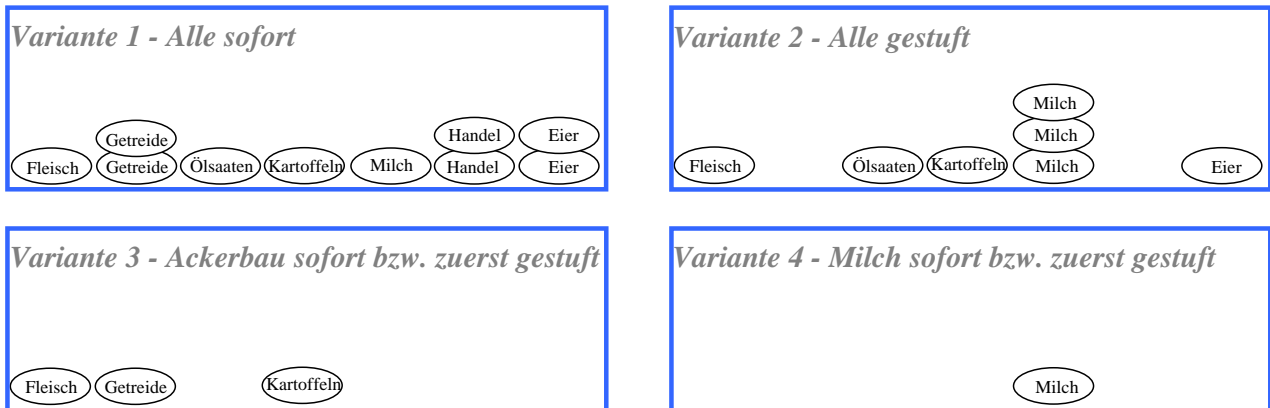 Variante 1 - Alle sofort
Getreide Handel Eier
Fleisch Getreide Ölsaaten Kartoffeln Milch Handel Eier
Variante 2 - Alle gestuft
Milch
Milch
Fleisch Ölsaaten Kartoffeln Milch Eier
Variante 3 - Ackerbau sofort bzw. zuerst gestuft
Fleisch Getreide Kartoffeln
Variante 4 - Milch sofort bzw. zuerst gestuft
Milch